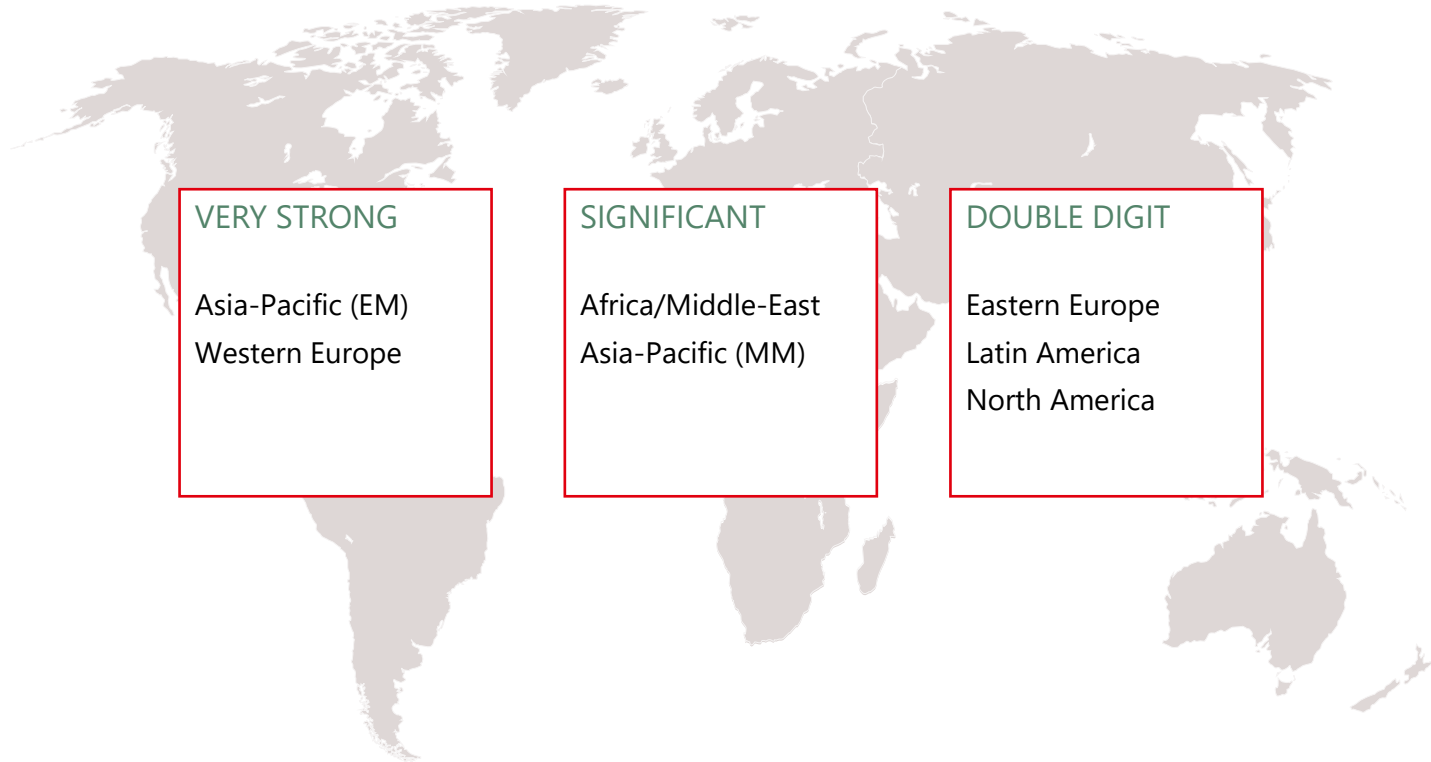 VERY STRONG
Asia-Pacific (EM)
Western Europe
SIGNIFICANT
Africa/Middle-East
Asia-Pacific (MM)
DOUBLE DIGIT
Eastern Europe
Latin America
North America